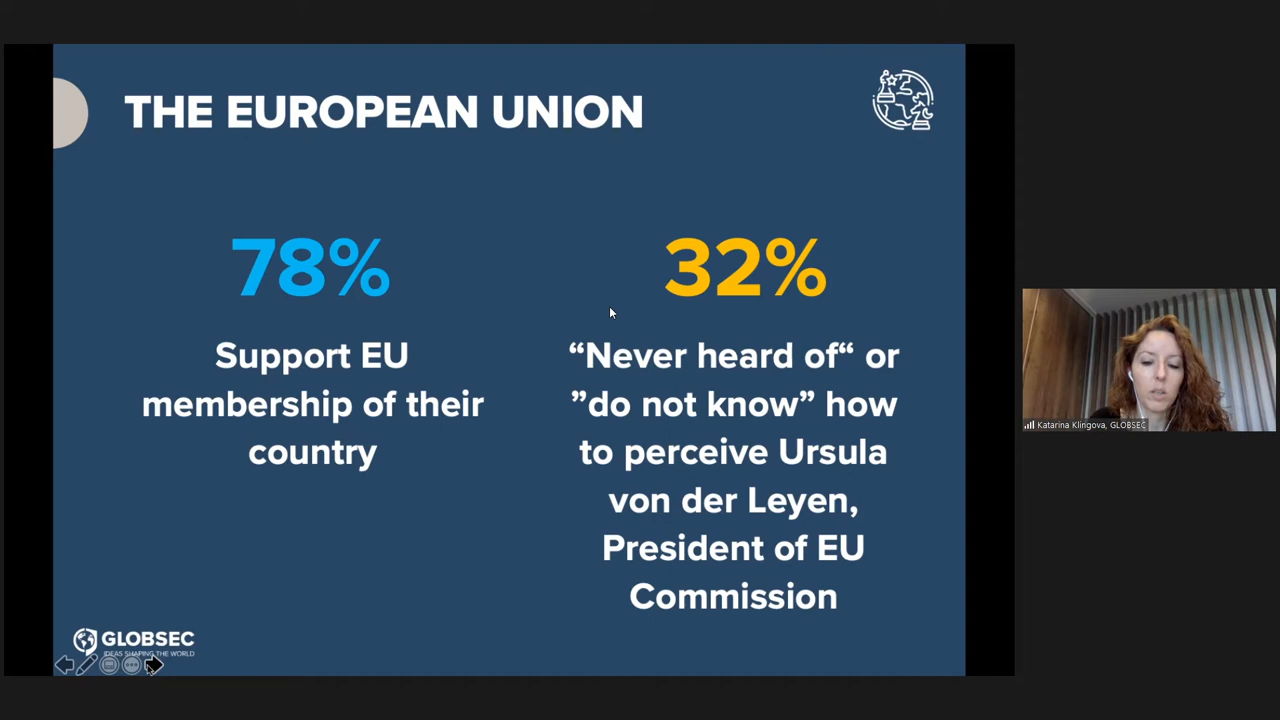 THE EUROPEAN UNION
78%
Support EU
membership of their
country
32%
“Never heard of“ or
”do not know” how
to perceive Ursula
von der Leyen,
President of EU
Commission
GLOBSEC
IDEAS SHAPING THE WORLD
Katarina Klingova, GLOBSEC